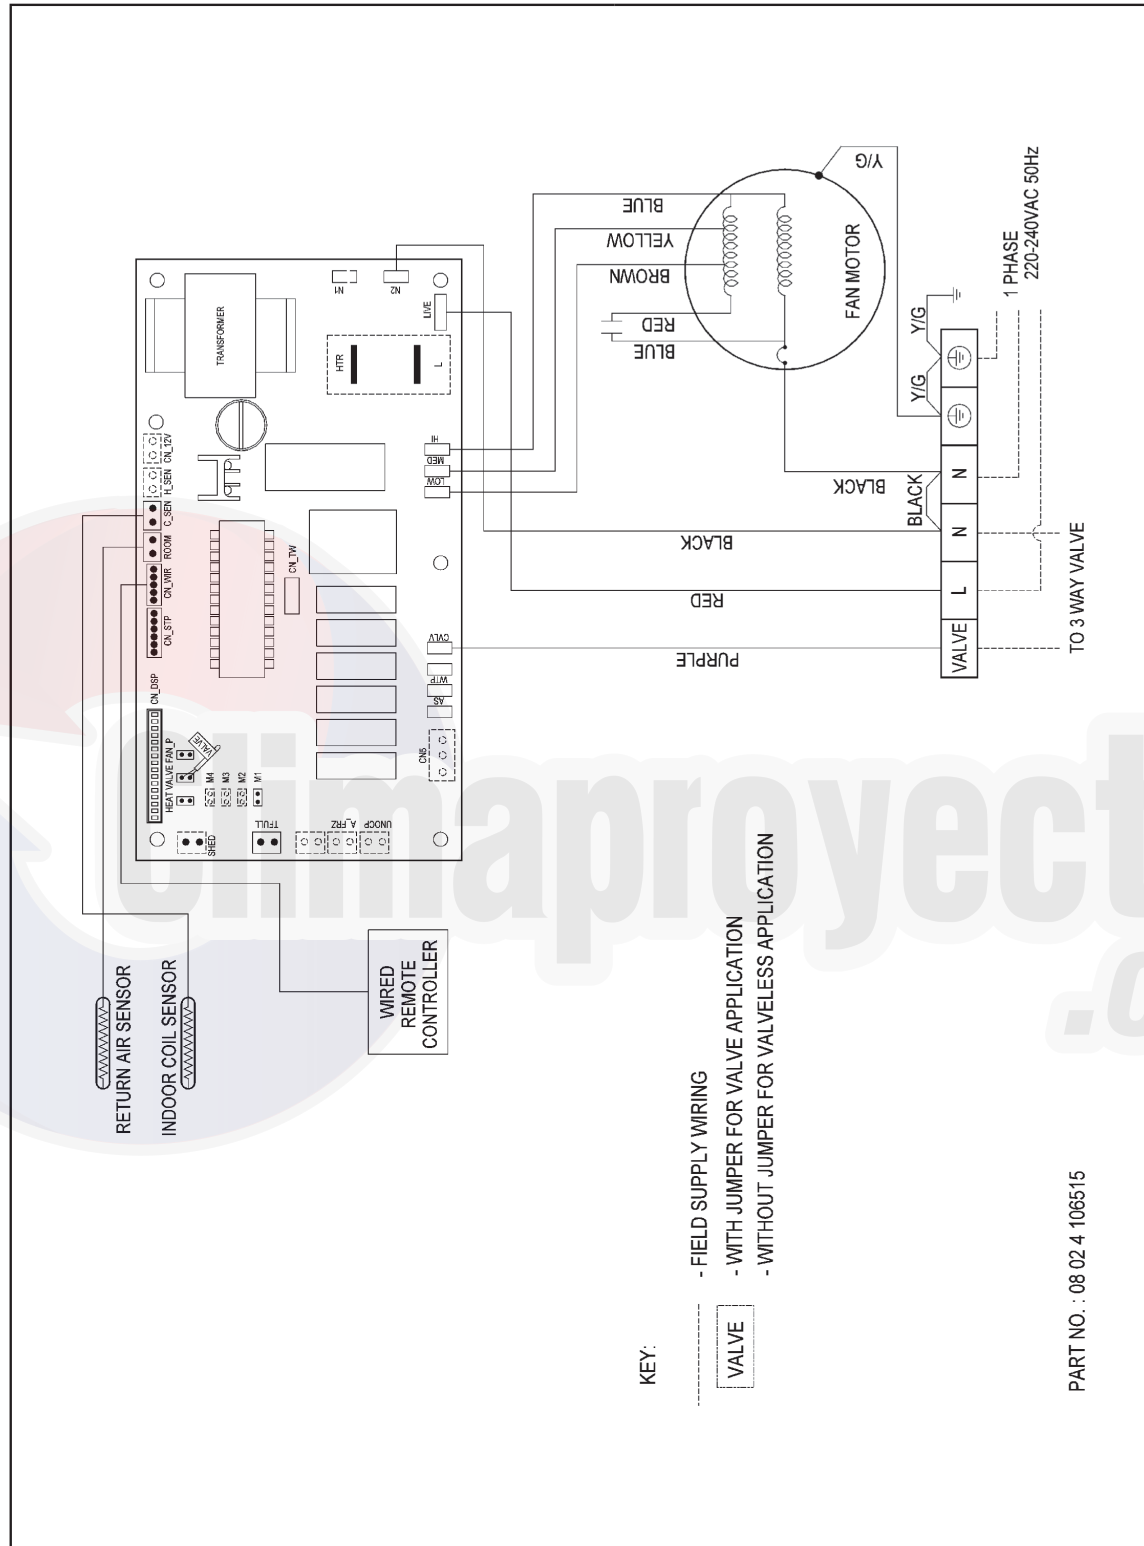 TRANSFORMER
N1
N2
LIVE
HTR
L
HI
MED
LOW
CN_12V
H_SEN
C_SEN
ROOM
CN_WIR
CN_STP
CN_DSP
CN_TW
CVLV
WTP
AS
CN5
HEAT VALVE FAN_P
VALVE
M4
M3
M2
M1
SHED
TFULL
A_FRZ
UNOCP
BLUE
YELLOW
BROWN
RED
BLUE
FAN MOTOR
Y/G
Y/G
Y/G
BLACK
BLACK
BLACK
RED
PURPLE
VALVE
L
N
N
1 PHASE
220-240VAC 50Hz
TO 3 WAY VALVE
RETURN AIR SENSOR
INDOOR COIL SENSOR
WIRED
REMOTE
CONTROLLER
KEY:
- FIELD SUPPLY WIRING
VALVE
- WITH JUMPER FOR VALVE APPLICATION
- WITHOUT JUMPER FOR VALVELESS APPLICATION
PART NO. : 08 02 4 106515
Climaproyect